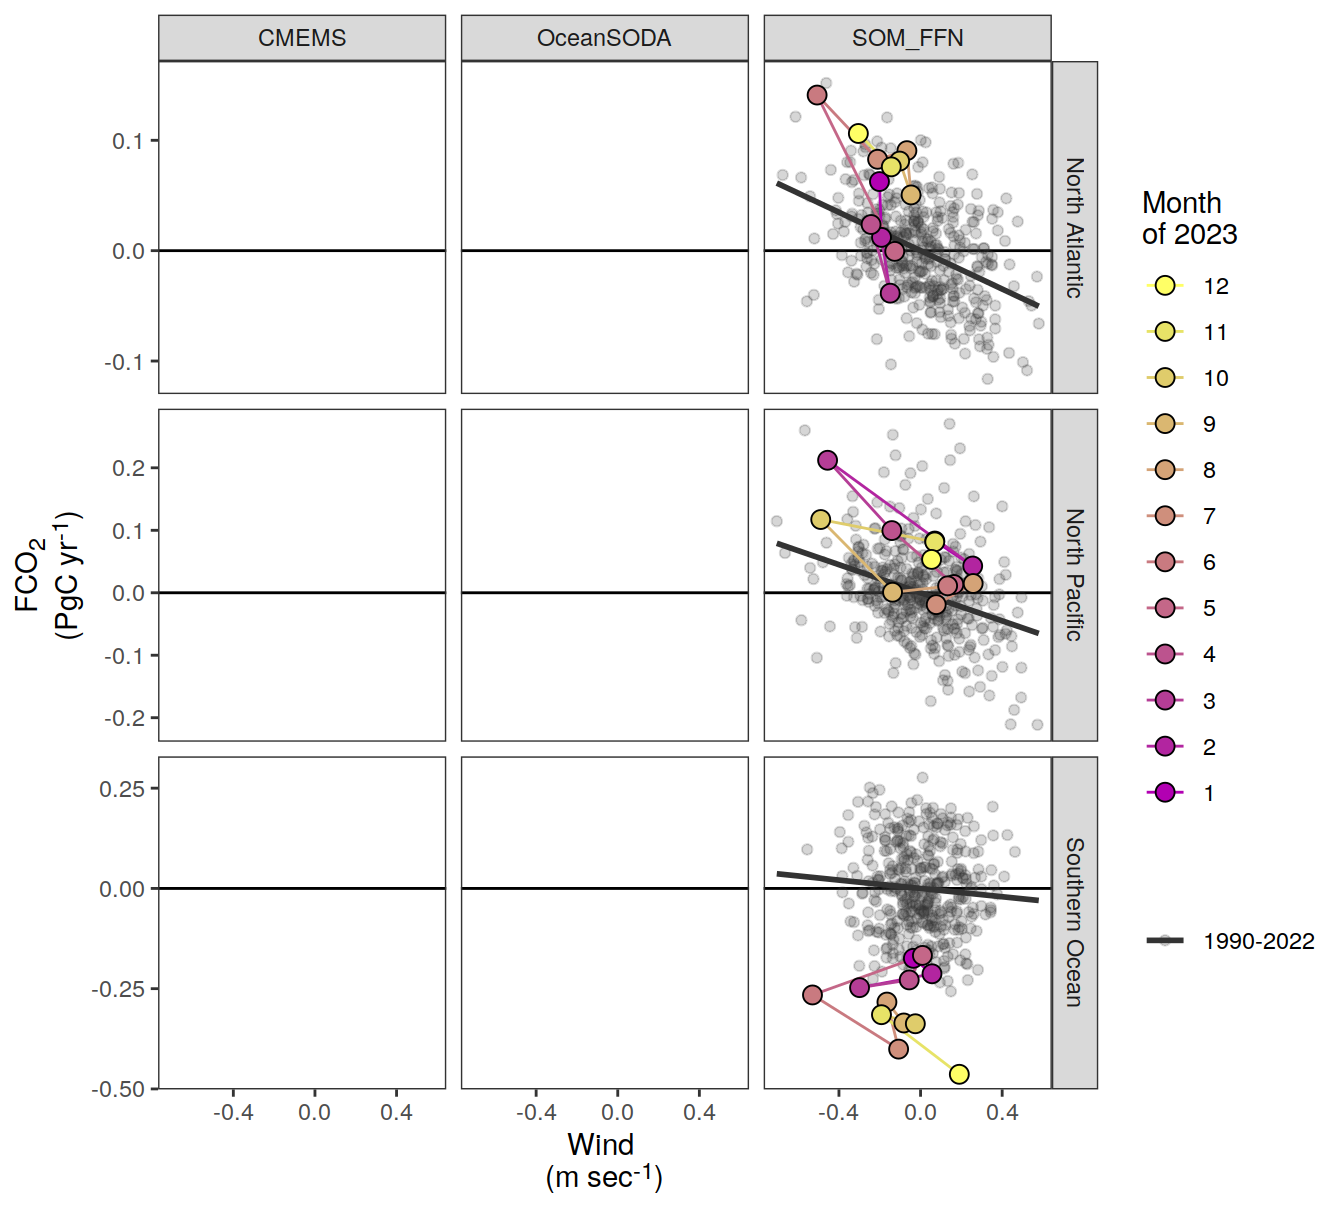 CMEMS OceanSODA SOM_FFN
0.1
0.0
-0.1
North Atlantic
0.2
0.1
0.0
-0.1
-0.2
North Pacific
0.25
0.00
-0.25
-0.50
Southern Ocean
FCO2
(PgC yr-1)
-0.4 0.0 0.4 -0.4 0.0 0.4 -0.4 0.0 0.4
Wind
(m sec-1)
Month
of 2023
12
11
10
9
8
7
6
5
4
3
2
1
1990-2022